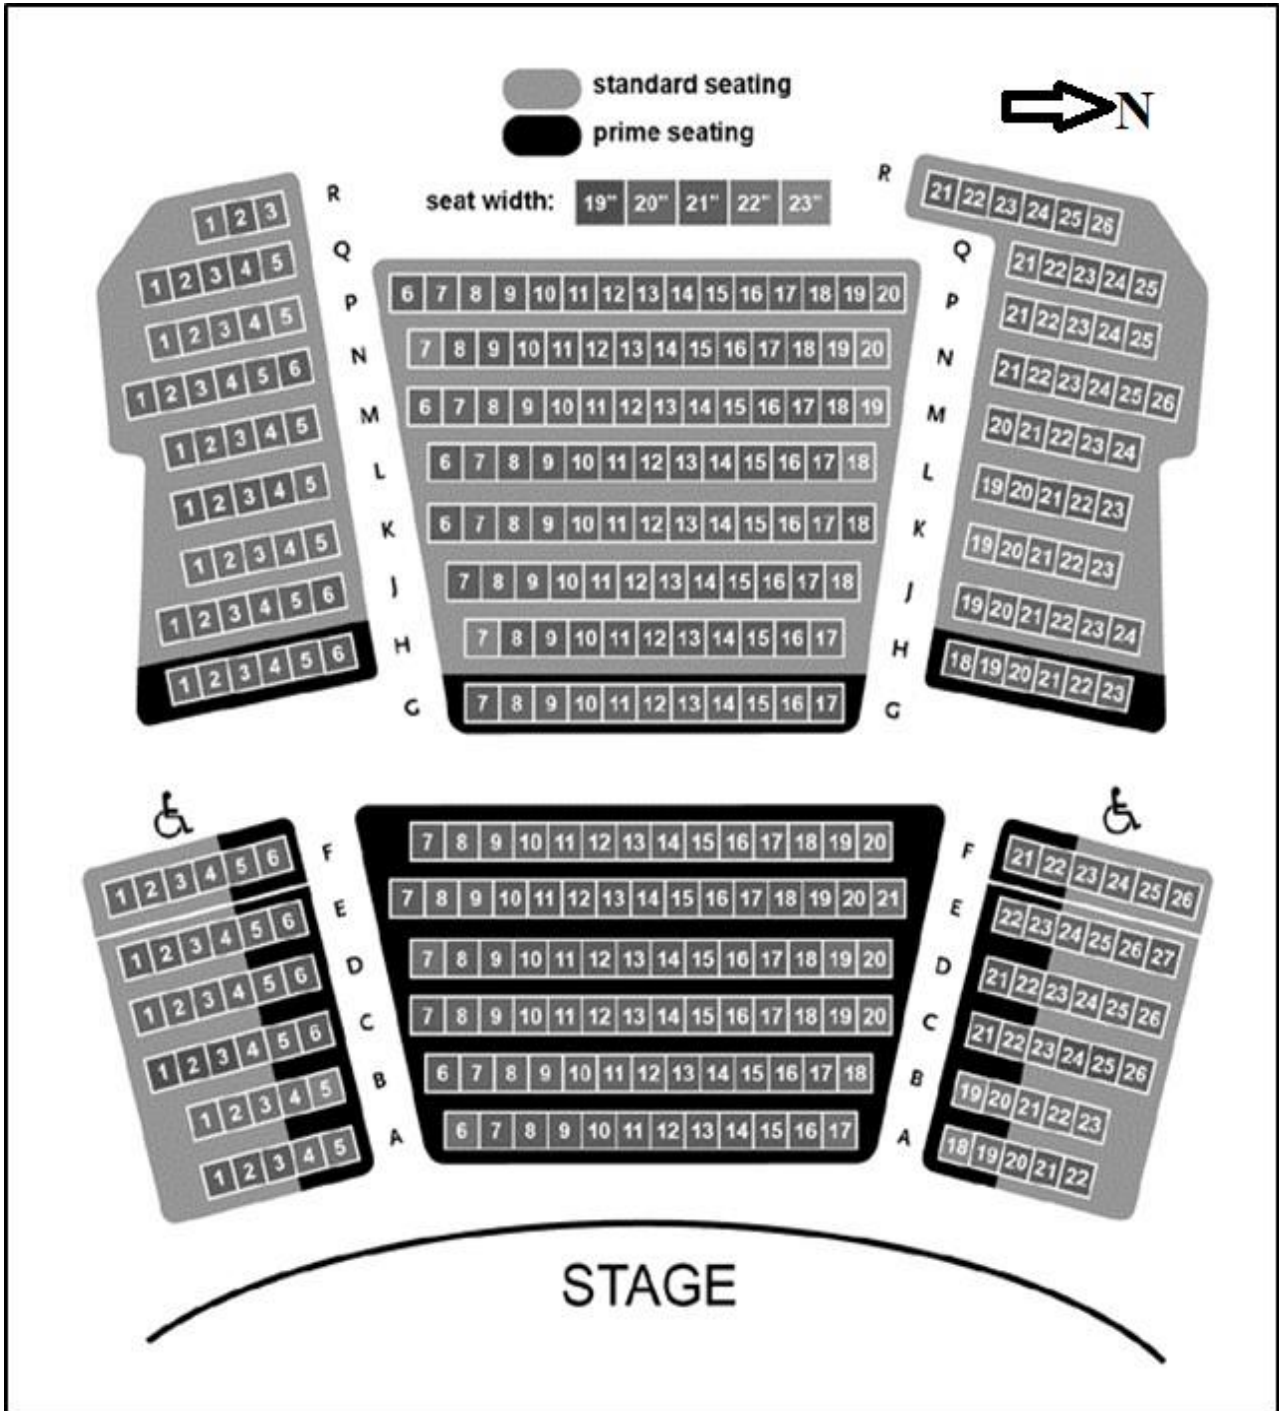 standard seating
prime seating
N
seat width: 19" 20" 21" 22" 23"
1 2 3 R R 21 22 23 24 25 26
1 2 3 4 5 Q Q 21 22 23 24 25
P 6 7 8 9 10 11 12 13 14 15 16 17 18 19 20 P
1 2 3 4 5 21 22 23 24 25
N 7 8 9 10 11 12 13 14 15 16 17 18 19 20 N
1 2 3 4 5 6 21 22 23 24 25 26
M 6 7 8 9 10 11 12 13 14 15 16 17 18 19 M
1 2 3 4 5 20 21 22 23 24
L 6 7 8 9 10 11 12 13 14 15 16 17 18 L
1 2 3 4 5 19 20 21 22 23
K 6 7 8 9 10 11 12 13 14 15 16 17 18 K
1 2 3 4 5 19 20 21 22 23
J 7 8 9 10 11 12 13 14 15 16 17 18 J
1 2 3 4 5 6 19 20 21 22 23 24
H 7 8 9 10 11 12 13 14 15 16 17 H
1 2 3 4 5 6 18 19 20 21 22 23
G 7 8 9 10 11 12 13 14 15 16 17 G
1 2 3 4 5 6 F 7 8 9 10 11 12 13 14 15 16 17 18 19 20 F 21 22 23 24 25 26
1 2 3 4 5 6 E 7 8 9 10 11 12 13 14 15 16 17 18 19 20 21 E 22 23 24 25 26 27
1 2 3 4 5 6 D 7 8 9 10 11 12 13 14 15 16 17 18 19 20 D 21 22 23 24 25 26
1 2 3 4 5 6 C 7 8 9 10 11 12 13 14 15 16 17 18 19 20 C 21 22 23 24 25 26
1 2 3 4 5 B 6 7 8 9 10 11 12 13 14 15 16 17 18 B 19 20 21 22 23
1 2 3 4 5 A 6 7 8 9 10 11 12 13 14 15 16 17 A 18 19 20 21 22
STAGE